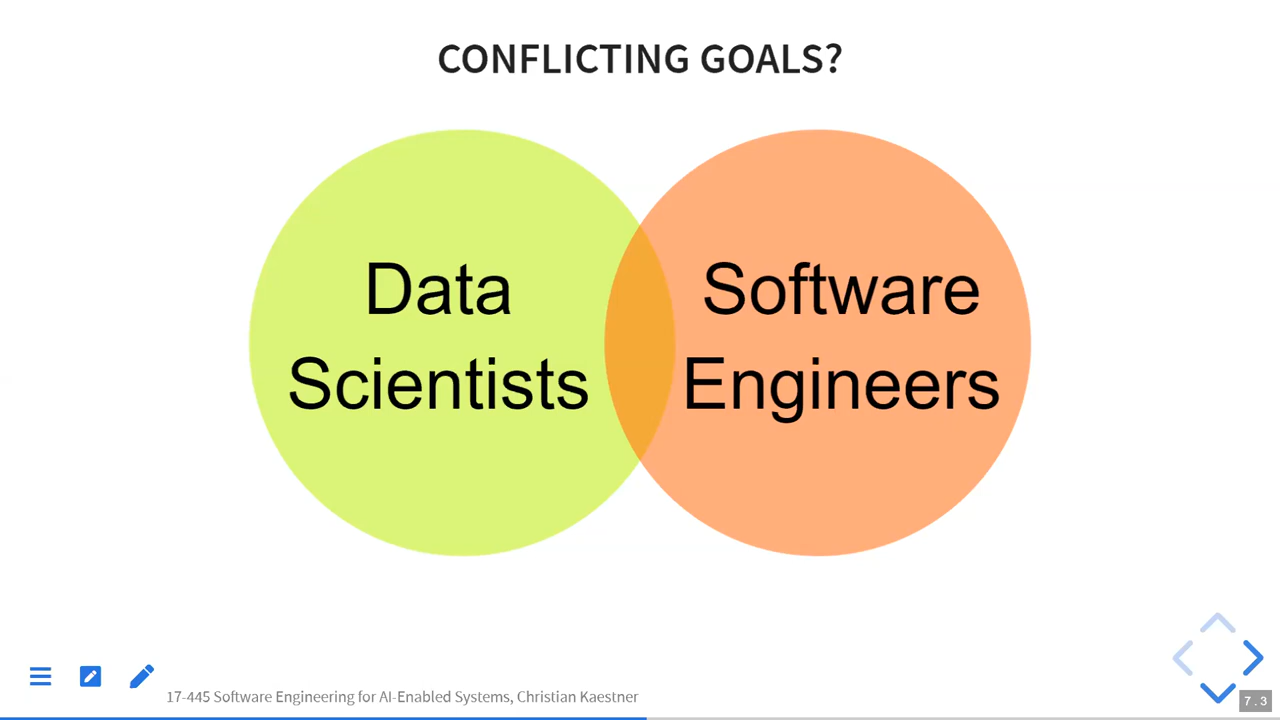 CONFLICTING GOALS?
Data
Scientists
Software
Engineers
17-445 Software Engineering for AI-Enabled Systems, Christian Kaestner
7.3